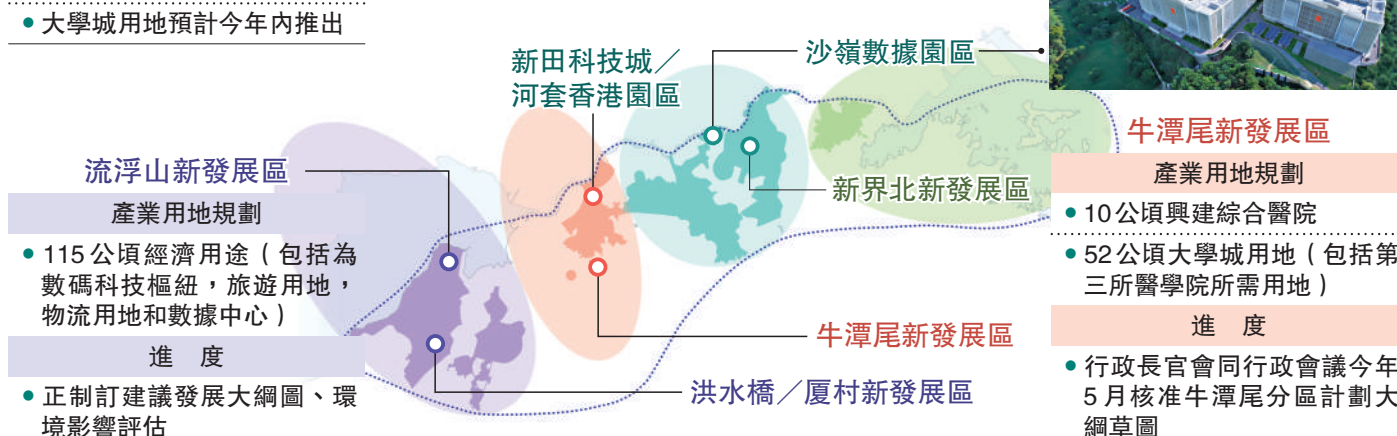 •大學城用地預計今年內推出
新田科技城／
河套香港園區
沙嶺數據園區
新界北新發展區
牛潭尾新發展區
洪水橋／厦村新發展區
流浮山新發展區
產業用地規劃
•115公頃經濟用途（包括為
數碼科技樞紐，旅遊用地，
物流用地和數據中心）
進 度
•正制訂建議發展大綱圖、環
境影響評估
牛潭尾新發展區
產業用地規劃
•10公頃興建綜合醫院
•52公頃大學城用地（包括第
三所醫學院所需用地）
進 度
•行政長官會同行政會議今年
5月核准牛潭尾分區計劃大
綱草圖